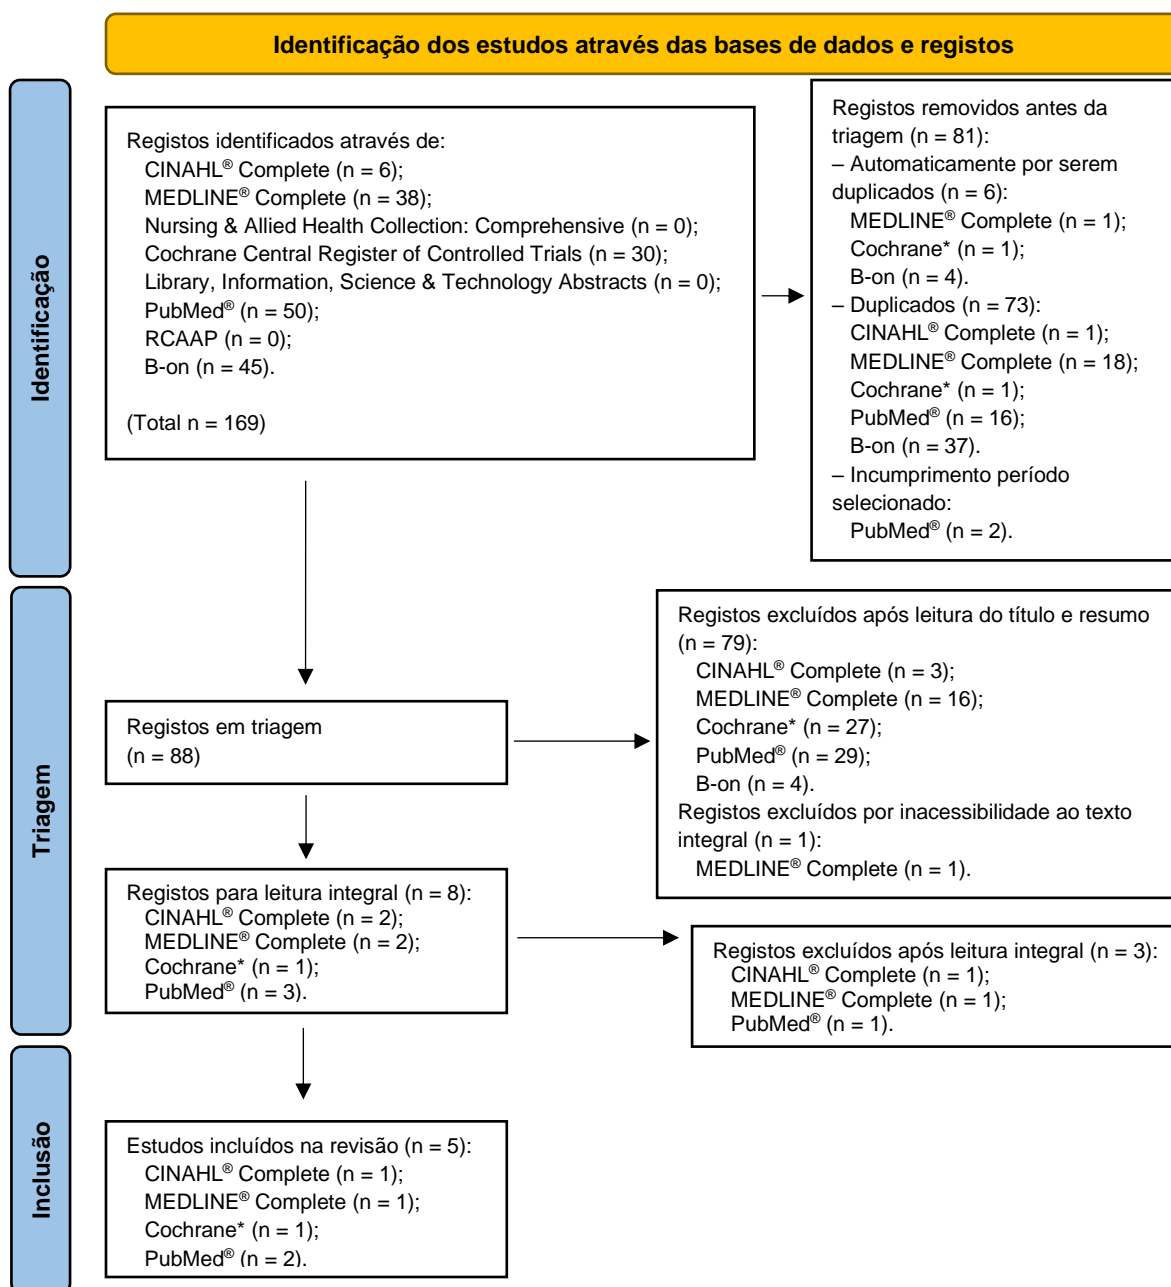 Identificação dos estudos através das bases de dados e registos
Identificação
Registos identificados através de:
CINAHL® Complete (n = 6);
MEDLINE® Complete (n = 38);
Nursing & Allied Health Collection: Comprehensive (n = 0);
Cochrane Central Register of Controlled Trials (n = 30);
Library, Information, Science & Technology Abstracts (n = 0);
PubMed® (n = 50);
RCAAP (n = 0);
B-on (n = 45).
(Total n = 169)
Registos removidos antes da
triagem (n = 81):
– Automaticamente por serem
duplicados (n = 6):
MEDLINE® Complete (n = 1);
Cochrane* (n = 1);
B-on (n = 4).
– Duplicados (n = 73):
CINAHL® Complete (n = 1);
MEDLINE® Complete (n = 18);
Cochrane* (n = 1);
PubMed® (n = 16);
B-on (n = 37).
– Incumprimento período
selecionado:
PubMed® (n = 2).
Triagem
Registos em triagem
(n = 88)
Registos excluídos após leitura do título e resumo
(n = 79):
CINAHL® Complete (n = 3);
MEDLINE® Complete (n = 16);
Cochrane* (n = 27);
PubMed® (n = 29);
B-on (n = 4).
Registos excluídos por inacessibilidade ao texto
integral (n = 1):
MEDLINE® Complete (n = 1).
Registos para leitura integral (n = 8):
CINAHL® Complete (n = 2);
MEDLINE® Complete (n = 2);
Cochrane* (n = 1);
PubMed® (n = 3).
Registos excluídos após leitura integral (n = 3):
CINAHL® Complete (n = 1);
MEDLINE® Complete (n = 1);
PubMed® (n = 1).
Inclusão
Estudos incluídos na revisão (n = 5):
CINAHL® Complete (n = 1);
MEDLINE® Complete (n = 1);
Cochrane* (n = 1);
PubMed® (n = 2).